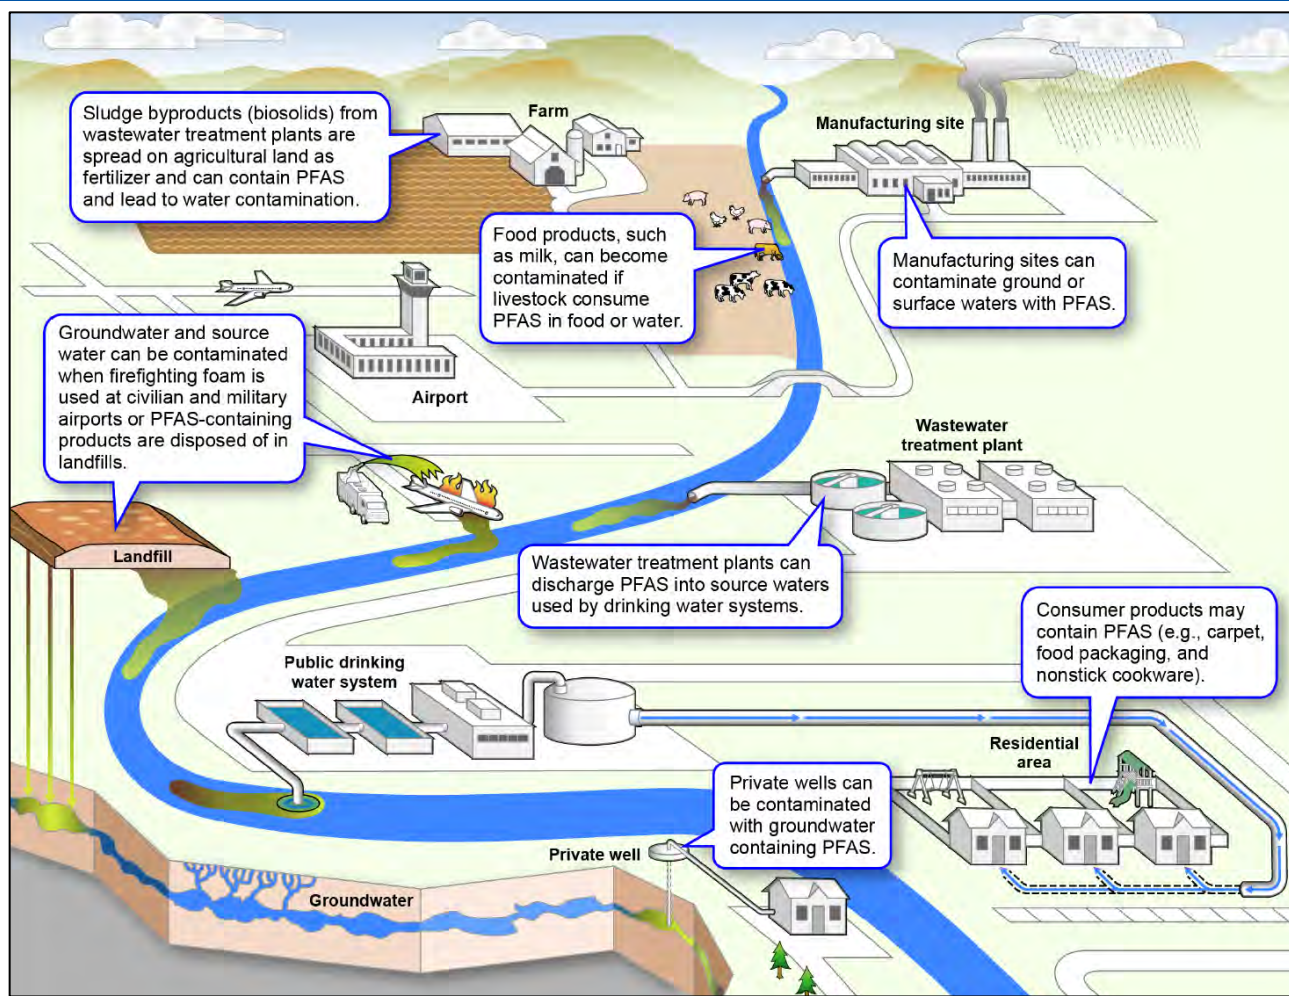 Sludge byproducts (biosolids) from
wastewater treatment plants are
spread on agricultural land as
fertilizer and can contain PFAS
and lead to water contamination.
Farm
Manufacturing site
Food products, such
as milk, can become
contaminated if
livestock consume
PFAS in food or water.
Manufacturing sites can
contaminate ground or
surface waters with PFAS.
Groundwater and source
water can be contaminated
when firefighting foam is
used at civilian and military
airports or PFAS-containing
products are disposed of in
landfills.
Airport
Wastewater
treatment plant
Landfill
Wastewater treatment plants can
discharge PFAS into source waters
used by drinking water systems.
Consumer products may
contain PFAS (e.g., carpet,
food packaging, and
nonstick cookware).
Public drinking
water system
Residential
area
Private wells can
be contaminated
with groundwater
containing PFAS.
Private well
Groundwater